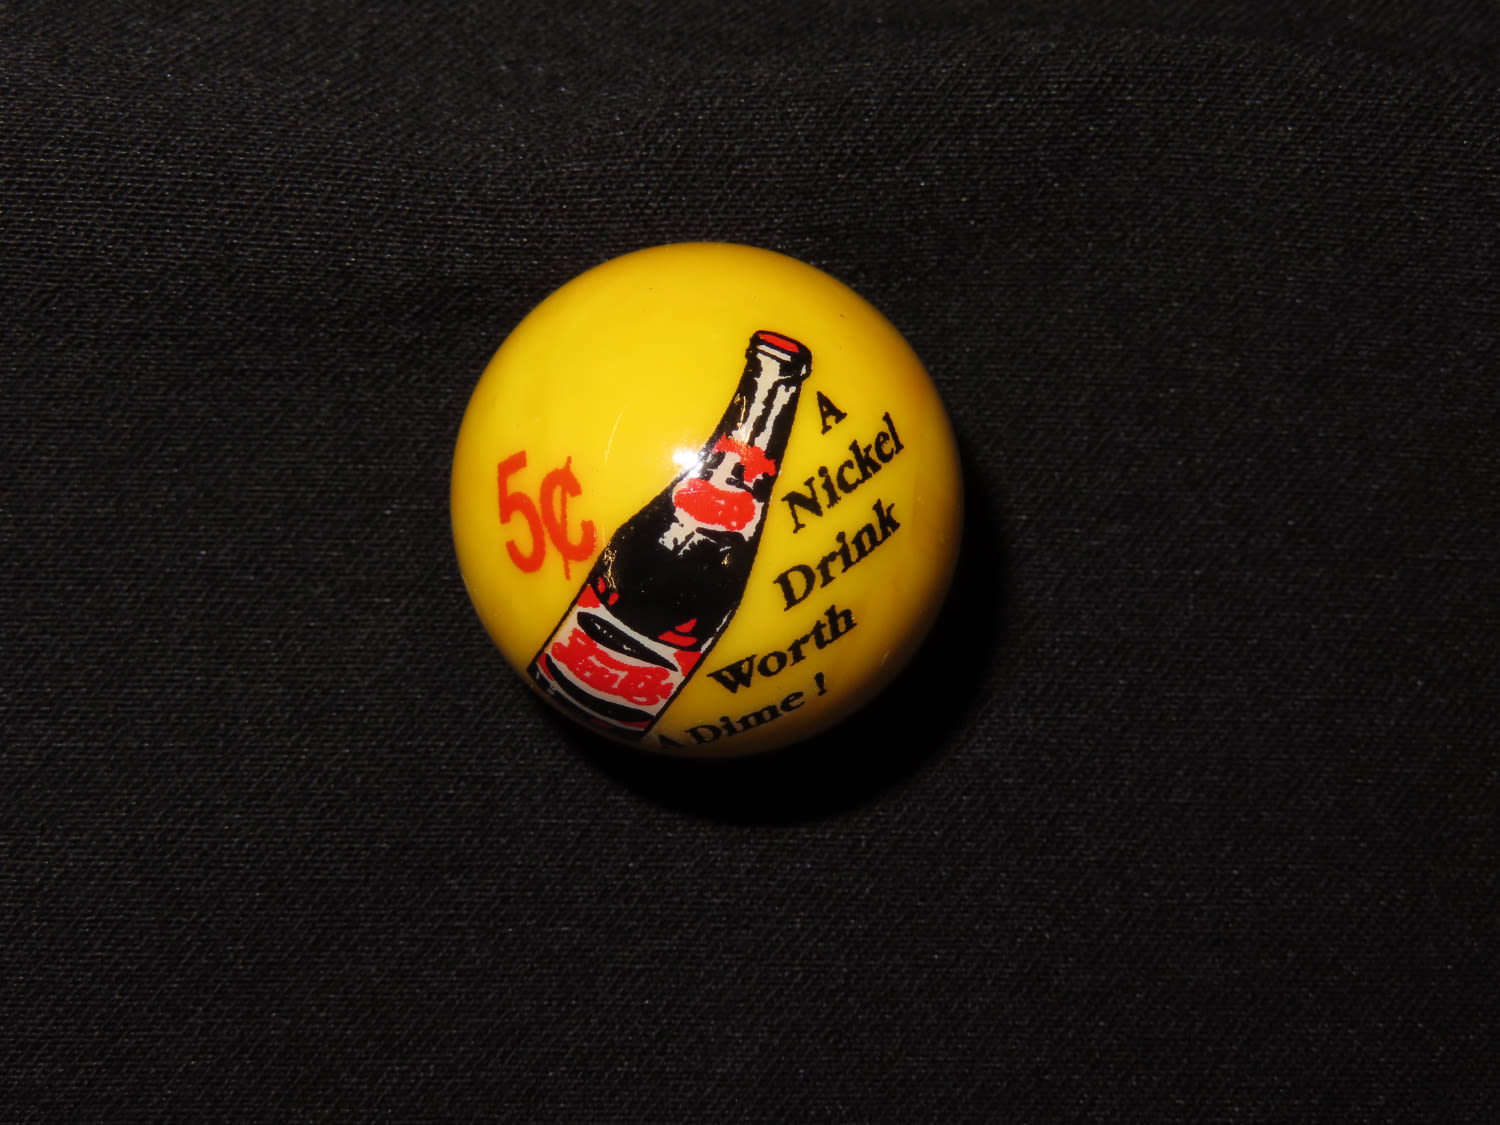 5¢
A
Nickel
Drink
Worth
A Dime !